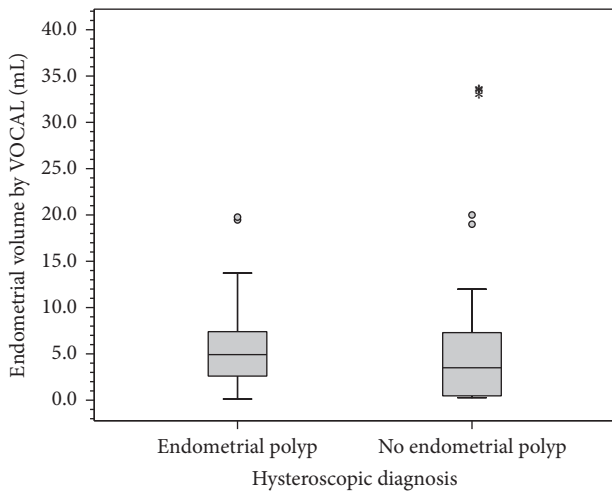 Endometrial volume by VOCAL (mL)
40.0
35.0
30.0
25.0
20.0
15.0
10.0
5.0
0.0
Endometrial polyp
No endometrial polyp
Hysteroscopic diagnosis